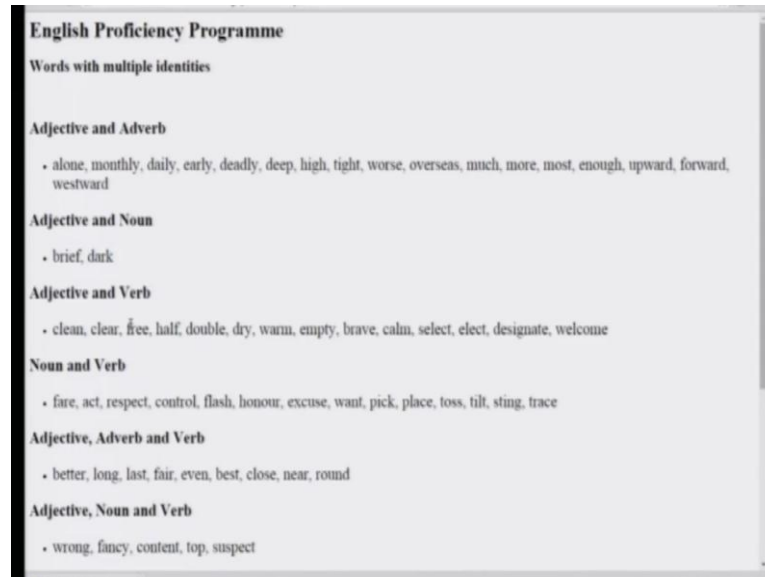 English Proficiency Programme
Words with multiple identities
Adjective and Adverb
• alone, monthly, daily, early, deadly, deep, high, tight, worse, overseas, much, more, most, enough, upward, forward,
westward
Adjective and Noun
• brief, dark
Adjective and Verb
• clean, clear, free, half, double, dry, warm, empty, brave, calm, select, elect, designate, welcome
Noun and Verb
• fare, act, respect, control, flash, honour, excuse, want, pick, place, toss, tilt, sting, trace
Adjective, Adverb and Verb
• better, long, last, fair, even, best, close, near, round
Adjective, Noun and Verb
• wrong, fancy, content, top, suspect